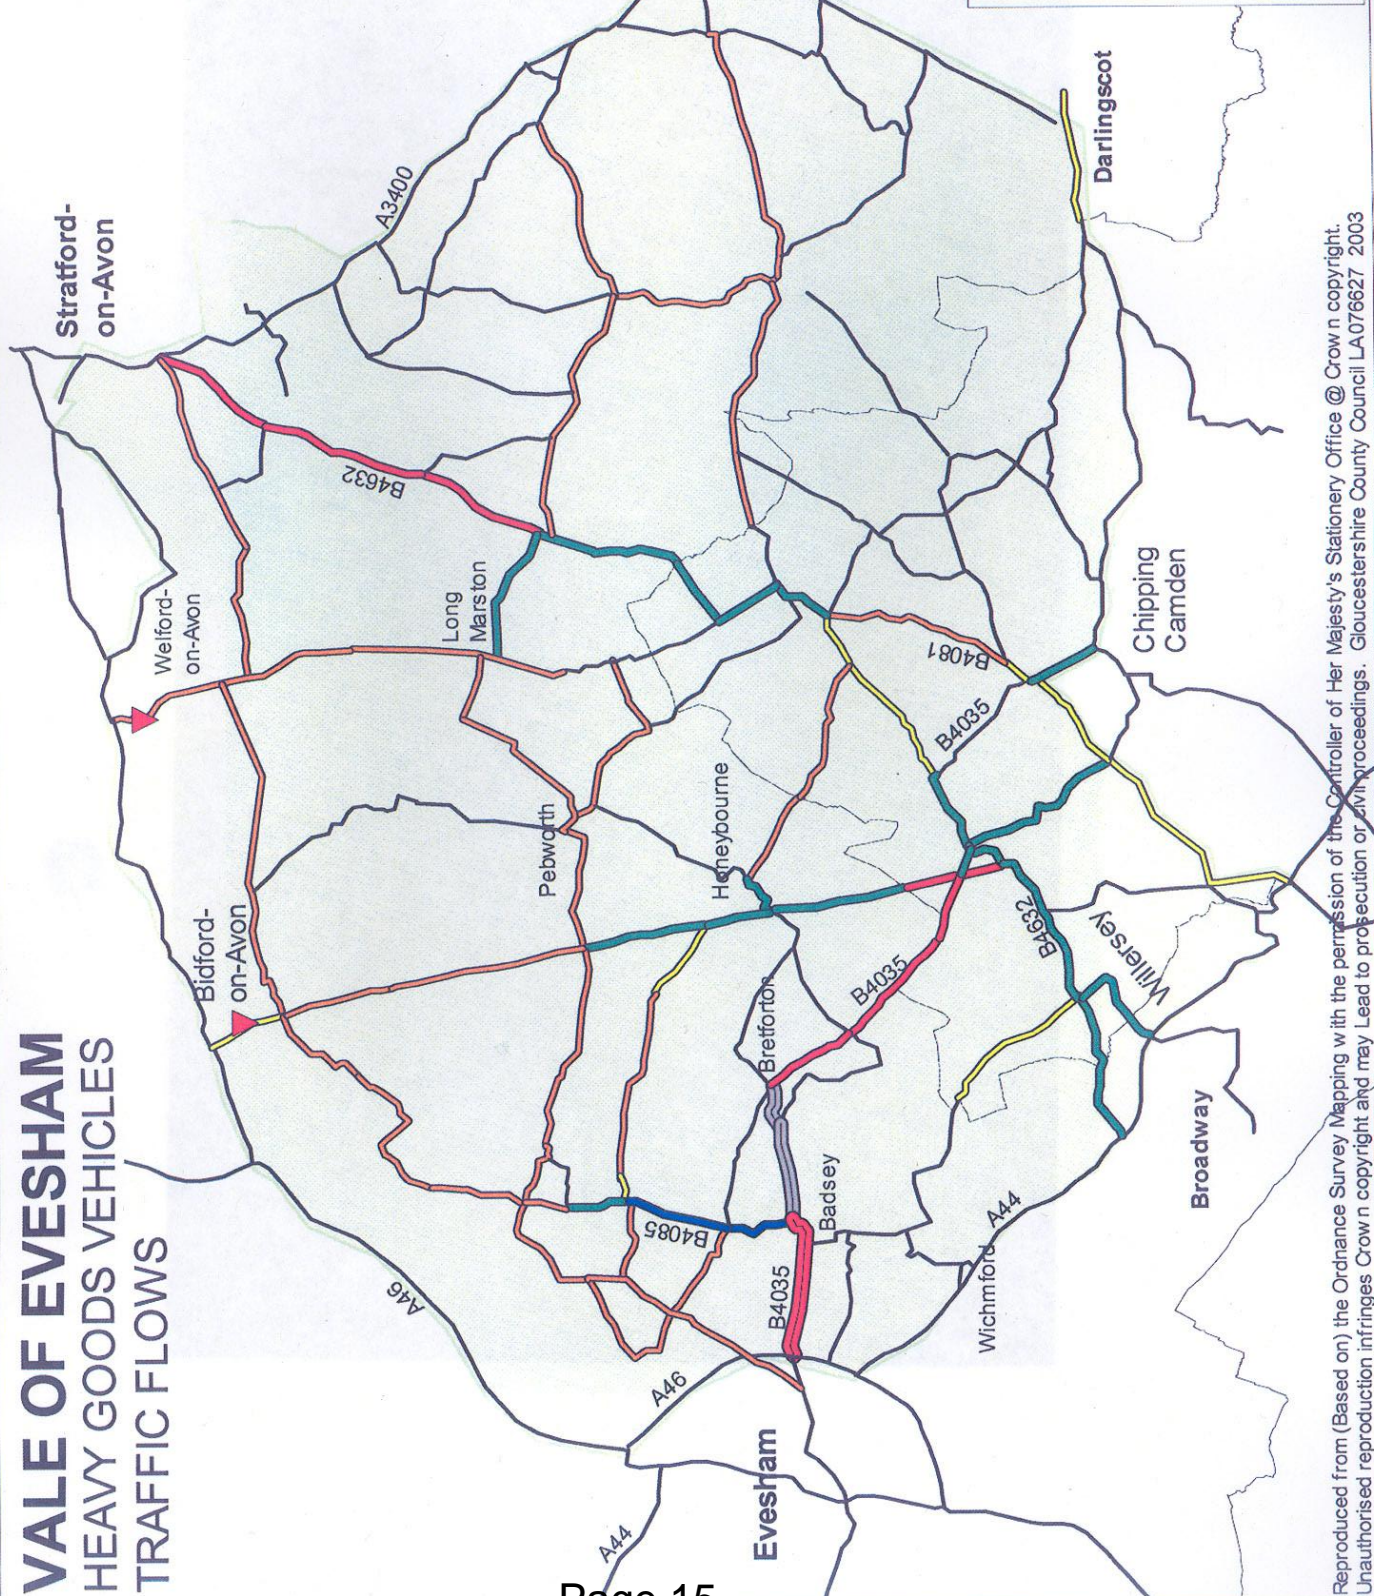 VALE OF EVESHAM
HEAVY GOODS VEHICLES
TRAFFIC FLOWS
Stratford-
on-Avon
A3400
B4632
Welford-
on-Avon
Long
Marston
Darlingscot
Bidford-
on-Avon
Pebworth
Honeybourne
B4081
B4035
Chipping
Camden
B4632
Willersey
B4035
Bretforton
A46
B4085
Badsey
B4035
Broadway
A44
Wichmford
A46
Evesham
A44
Reproduced from (Based on) the Ordnance Survey Mapping with the permission of the Controller of Her Majesty's Stationery Office @ Crown copyright.
Unauthorised reproduction infringes Crown copyright and may Lead to prosecution or civil proceedings. Gloucestershire County Council LA076627 2003
Page 15